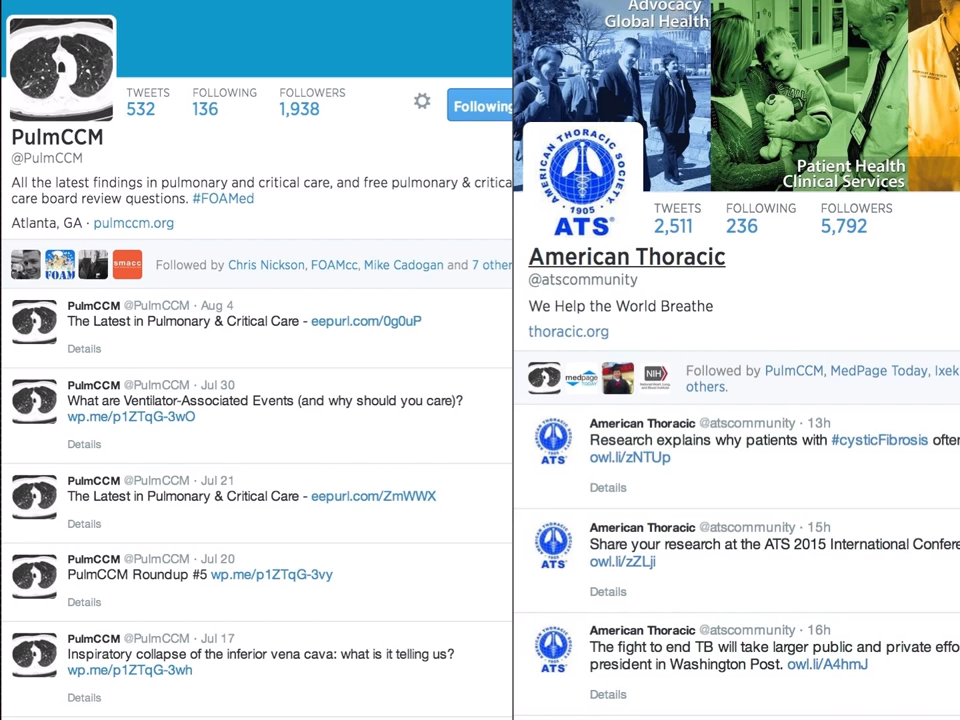 TWEETS FOLLOWING FOLLOWERS
532 136 1,938
Following
PulmCCM
@PulmCCM
All the latest findings in pulmonary and critical care, and free pulmonary & critica
care board review questions. #FOAMed
Atlanta, GA · pulmccm.org
FOAM
smacc
Followed by Chris Nickson, FOAMcc, Mike Cadogan and 7 other
PulmCCM @PulmCCM · Aug 4
The Latest in Pulmonary & Critical Care - eepurl.com/0g0uP
Details
PulmCCM @PulmCCM · Jul 30
What are Ventilator-Associated Events (and why should you care)?
wp.me/p1ZTqG-3wO
Details
PulmCCM @PulmCCM · Jul 21
The Latest in Pulmonary & Critical Care - eepurl.com/ZmWWX
Details
PulmCCM @PulmCCM · Jul 20
PulmCCM Roundup #5 wp.me/p1ZTqG-3vy
Details
PulmCCM @PulmCCM · Jul 17
Inspiratory collapse of the inferior vena cava: what is it telling us?
wp.me/p1ZTqG-3wh
Details
Advocacy
Global Health
Patient Health
Clinical Services
AMERICAN THORACIC SOCIETY
· 1905 ·
ATS
TWEETS FOLLOWING FOLLOWERS
2,511 236 5,792
American Thoracic
@atscommunity
We Help the World Breathe
thoracic.org
medpage
TODAY
NIH
Followed by PulmCCM, MedPage Today, Ixek
others.
American Thoracic @atscommunity · 13h
Research explains why patients with #cysticFibrosis ofte
owl.li/zNTUp
ATS
Details
American Thoracic @atscommunity · 15h
Share your research at the ATS 2015 International Confere
owl.li/zZLji
ATS
Details
American Thoracic @atscommunity · 16h
The fight to end TB will take larger public and private effo
president in Washington Post. owl.li/A4hmJ
ATS
Details